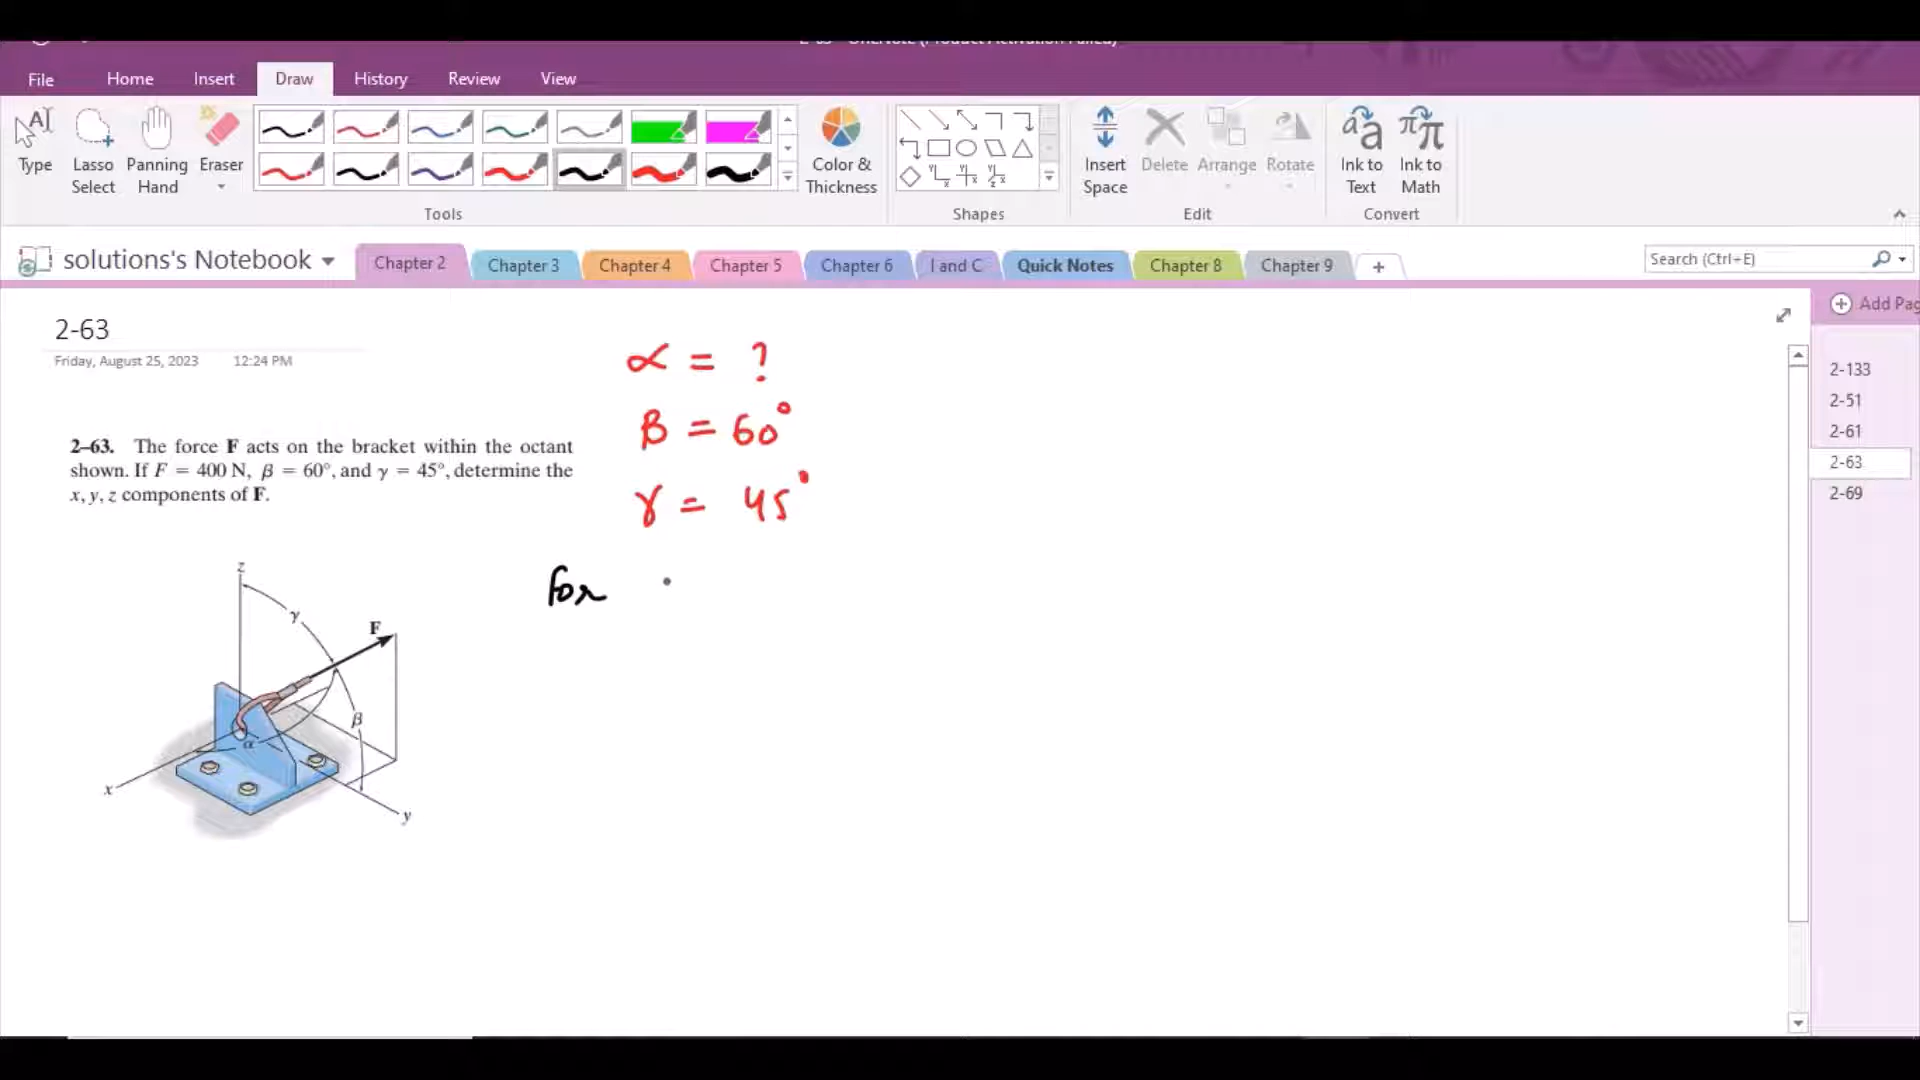 File Home Insert Draw History Review View
Type
Lasso Select
Panning Hand
Eraser
Color & Thickness
Insert Space
Delete
Arrange
Rotate
Ink to Text
Ink to Math
Tools
Shapes
Edit
Convert
solutions's Notebook
Chapter 2 Chapter 3 Chapter 4 Chapter 5 Chapter 6 I and C Quick Notes Chapter 8 Chapter 9 +
Search (Ctrl+E)
2-63
Friday, August 25, 2023 12:24 PM
2–63. The force F acts on the bracket within the octant
shown. If F = 400 N, β = 60°, and γ = 45°, determine the
x, y, z components of F.
z
γ
F
β
α
x
y
α = ?
β = 60°
γ = 45°
for
Add Pag
2-133
2-51
2-61
2-63
2-69